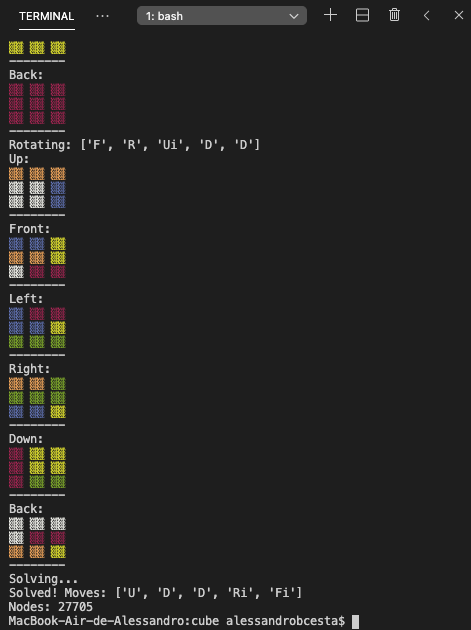 TERMINAL ··· 1: bash
--------
Back:
--------
Rotating: ['F', 'R', 'Ui', 'D', 'D']
Up:
--------
Front:
--------
Left:
--------
Right:
--------
Down:
--------
Back:
--------
Solving...
Solved! Moves: ['U', 'D', 'D', 'Ri', 'Fi']
Nodes: 27705
MacBook-Air-de-Alessandro:cube alessandrobcesta$